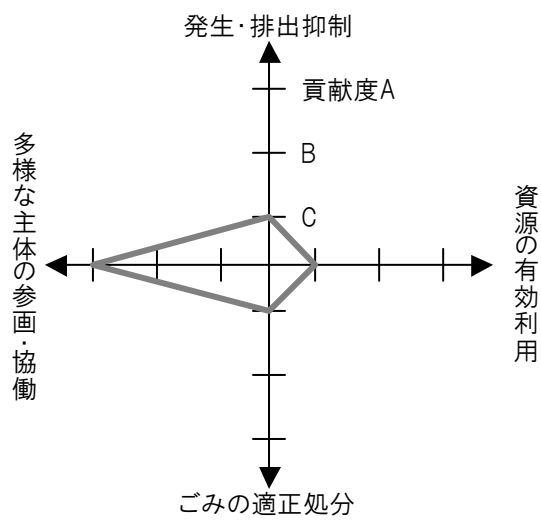 発生・排出抑制
貢献度A
B
C
多様な主体の参画・協働
資源の有効利用
ごみの適正処分